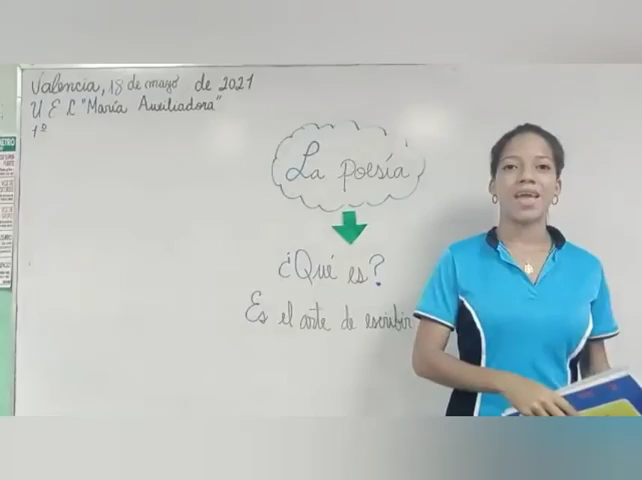 Valencia, 18 de mayo de 2021
U E L "María Auxiliadora"
1º
La poesía
¿Qué es?
Es el arte de escribir